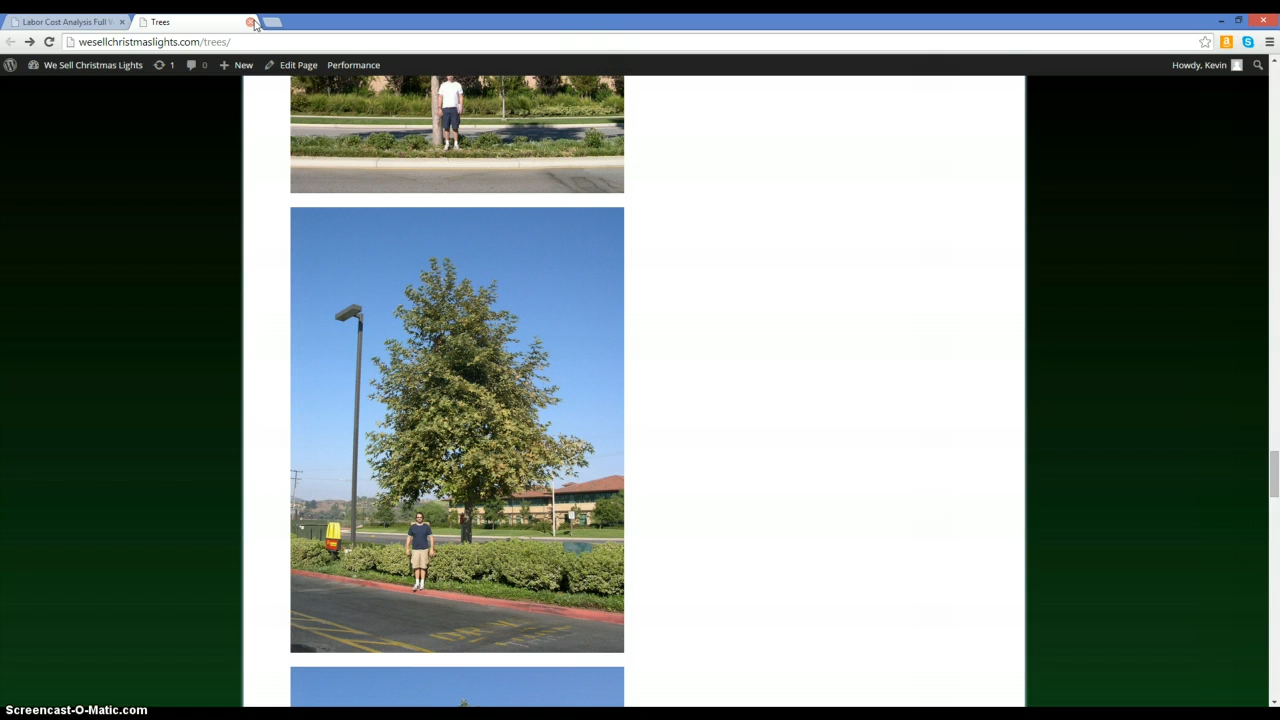 Labor Cost Analysis Full V
Trees
wesellchristmaslights.com/trees/
We Sell Christmas Lights
1
0
New
Edit Page
Performance
Howdy, Kevin
Screencast-O-Matic.com